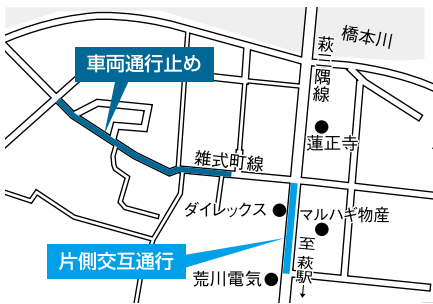 橋本川
萩三隅線
車両通行止め
蓮正寺
雑式町線
ダイレックス
マルハギ物産
至萩駅→
片側交互通行
荒川電気